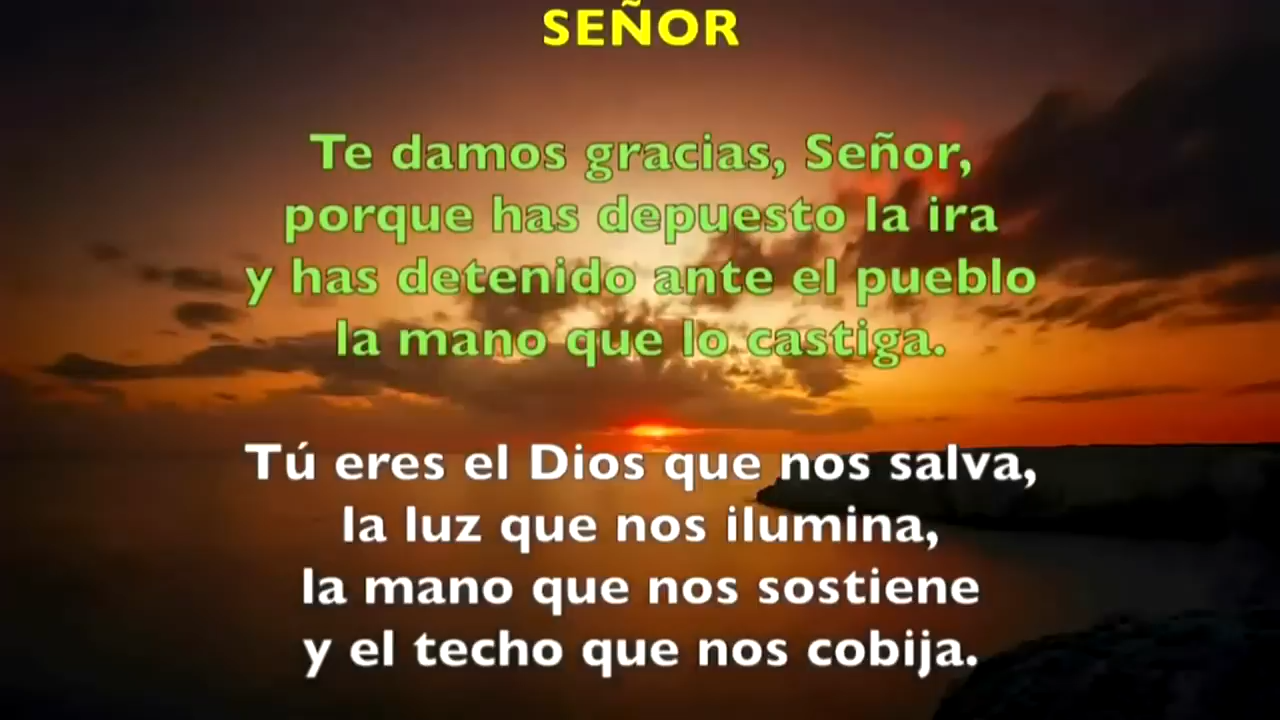 SEÑOR
Te damos gracias, Señor,
porque has depuesto la ira
y has detenido ante el pueblo
la mano que lo castiga.
Tú eres el Dios que nos salva,
la luz que nos ilumina,
la mano que nos sostiene
y el techo que nos cobija.